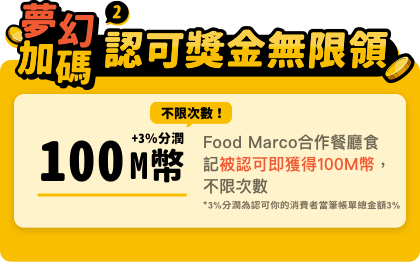 夢幻加碼
2
認可獎金無限領
不限次數！
+3%分潤
100M幣
Food Marco合作餐廳食
記被認可即獲得100M幣，
不限次數
*3%分潤為認可你的消費者當筆帳單總金額3%